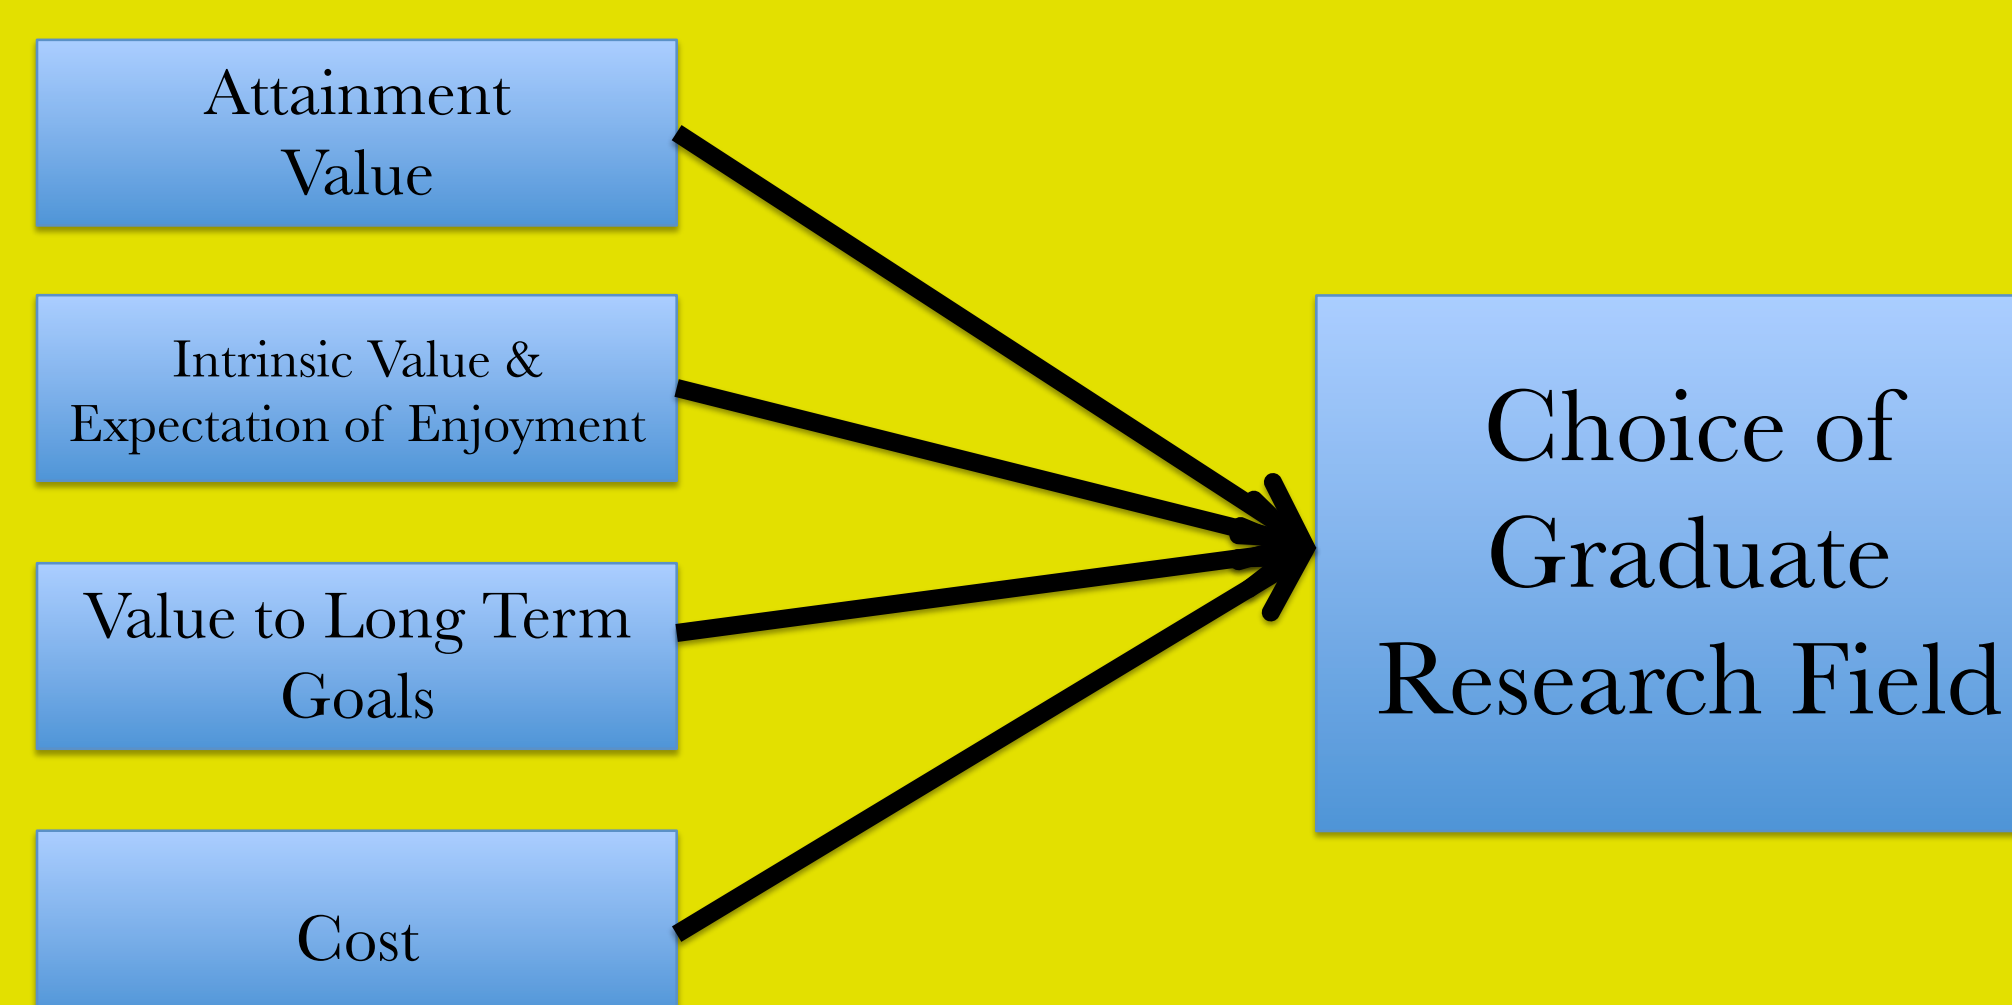 Attainment
Value
Intrinsic Value &
Expectation of Enjoyment
Value to Long Term
Goals
Cost
Choice of
Graduate
Research Field